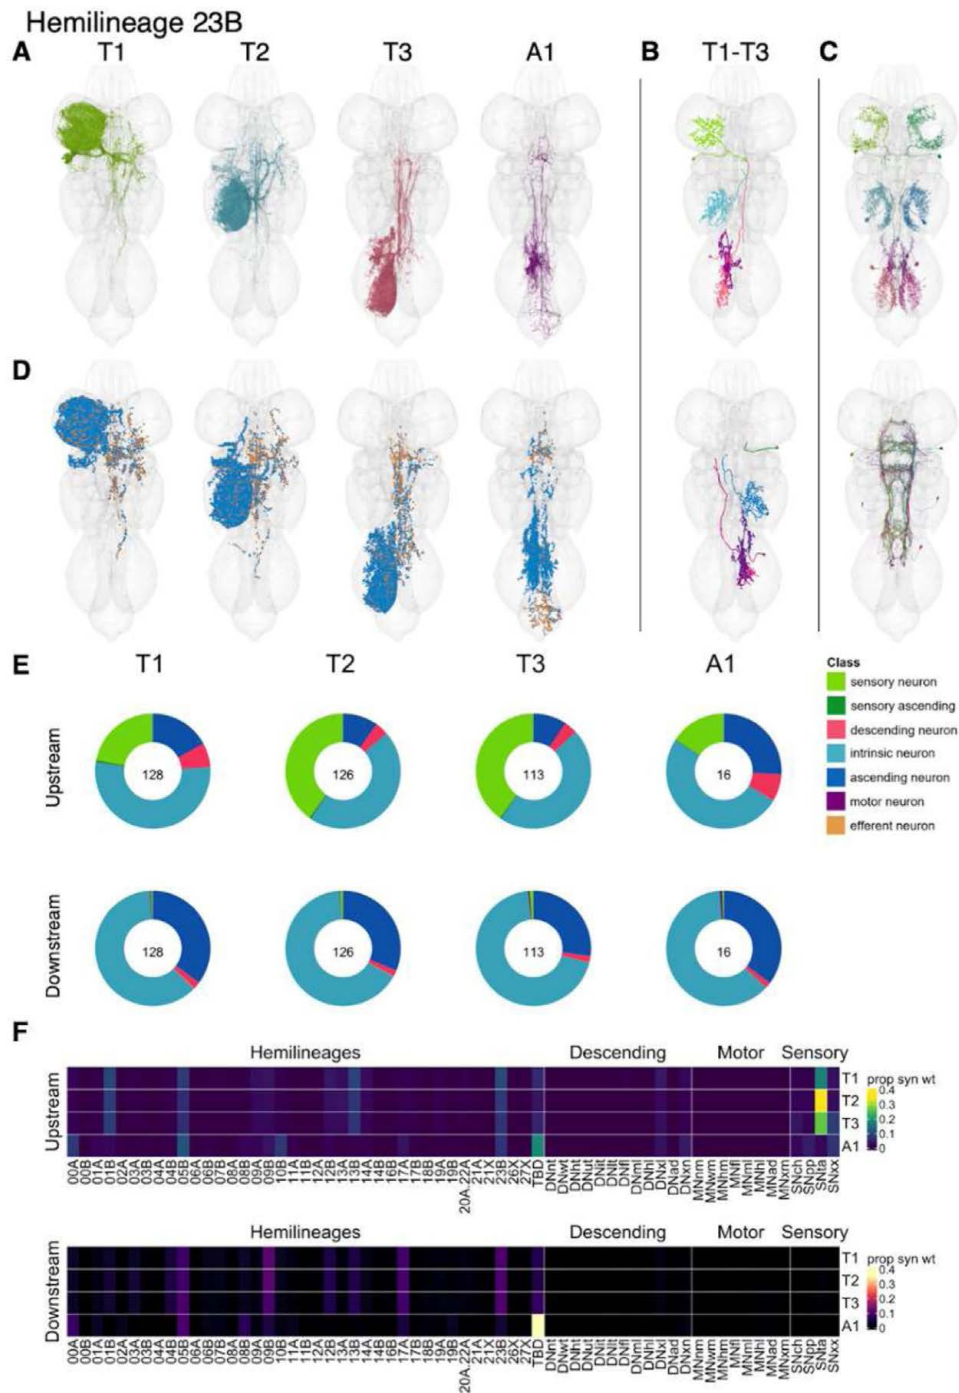 Hemilineage 23B
A T1 T2 T3 A1 B T1-T3 C
D
E T1 T2 T3 A1
Class
sensory neuron
sensory ascending
descending neuron
intrinsic neuron
ascending neuron
motor neuron
efferent neuron
Upstream
128 126 113 16
Downstream
128 126 113 16
F
Hemilineages Descending Motor Sensory
Upstream
T1
T2
T3
A1
prop syn wt
0.4
0.3
0.2
0.1
0
00A 00B 01A 01B 02A 03A 03B 04A 04B 05B 06A 06B 07B 08A 08B 09A 09B 10B 11A 11B 12A 12B 13A 13B 14A 14B 16B 17A 17B 18B 19A 19B 20A.22A 21A 21X 23B 26X 27X TBD DNnt DNwt DNht DNut DNit DNlt DNfl DNml DNhl DNxl DNad DNxn MNnm MNwm MNhm MNfl MNml MNhl MNad MNxm SNch SNpp SNta SNxx
Hemilineages Descending Motor Sensory
Downstream
T1
T2
T3
A1
prop syn wt
0.4
0.3
0.2
0.1
0
00A 00B 01A 01B 02A 03A 03B 04A 04B 05B 06A 06B 07B 08A 08B 09A 09B 10B 11A 11B 12A 12B 13A 13B 14A 14B 16B 17A 17B 18B 19A 19B 20A.22A 21A 21X 23B 26X 27X TBD DNnt DNwt DNht DNut DNit DNlt DNfl DNml DNhl DNxl DNad DNxn MNnm MNwm MNhm MNfl MNml MNhl MNad MNxm SNch SNpp SNta SNxx